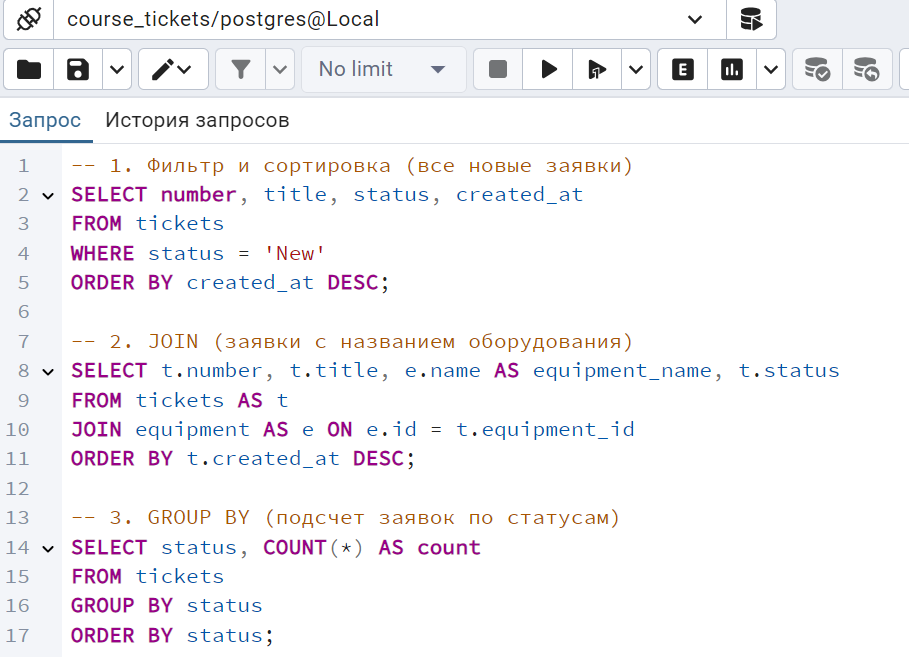 course_tickets/postgres@Local
No limit
E
Запрос История запросов
1 -- 1. Фильтр и сортировка (все новые заявки)
2 SELECT number, title, status, created_at
3 FROM tickets
4 WHERE status = 'New'
5 ORDER BY created_at DESC;
6
7 -- 2. JOIN (заявки с названием оборудования)
8 SELECT t.number, t.title, e.name AS equipment_name, t.status
9 FROM tickets AS t
10 JOIN equipment AS e ON e.id = t.equipment_id
11 ORDER BY t.created_at DESC;
12
13 -- 3. GROUP BY (подсчет заявок по статусам)
14 SELECT status, COUNT(*) AS count
15 FROM tickets
16 GROUP BY status
17 ORDER BY status;